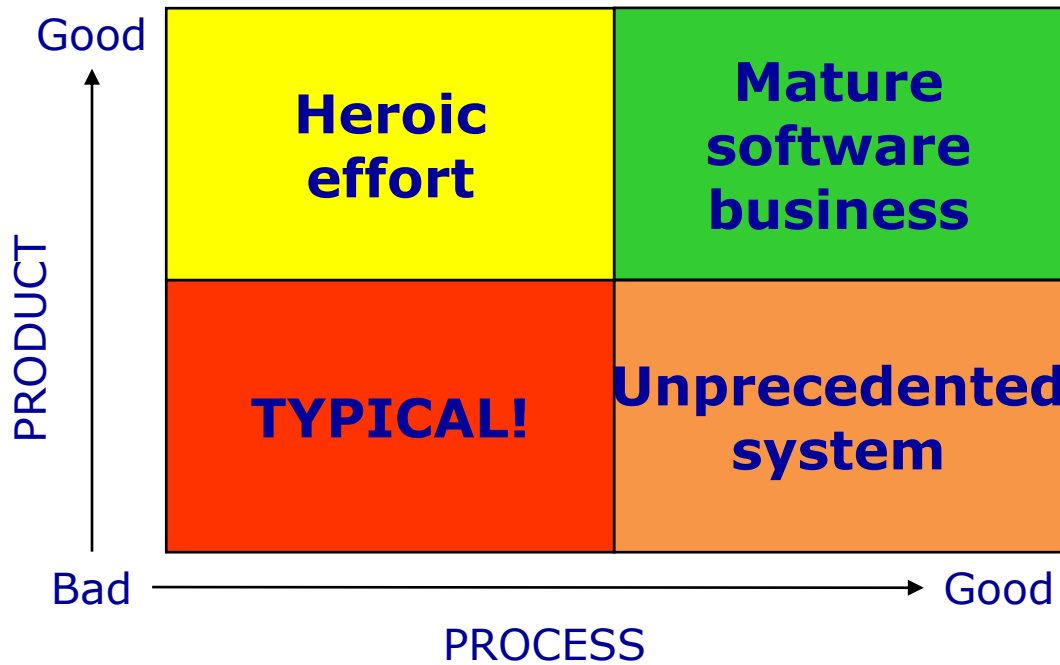 Good
Heroic
effort
Mature
software
business
PRODUCT
TYPICAL!
Unprecedented
system
Bad
Good
PROCESS